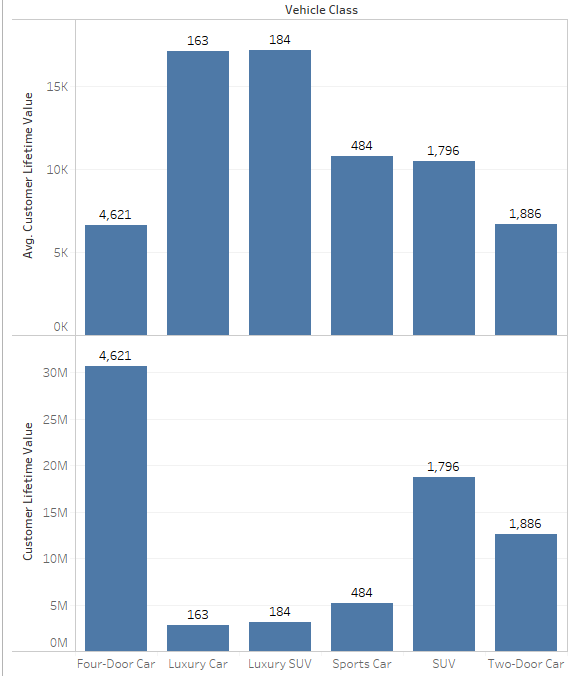 Vehicle Class
Avg. Customer Lifetime Value
15K
10K
5K
0K
4,621
163
184
484
1,796
1,886
Customer Lifetime Value
30M
25M
20M
15M
10M
5M
0M
4,621
163
184
484
1,796
1,886
Four-Door Car
Luxury Car
Luxury SUV
Sports Car
SUV
Two-Door Car